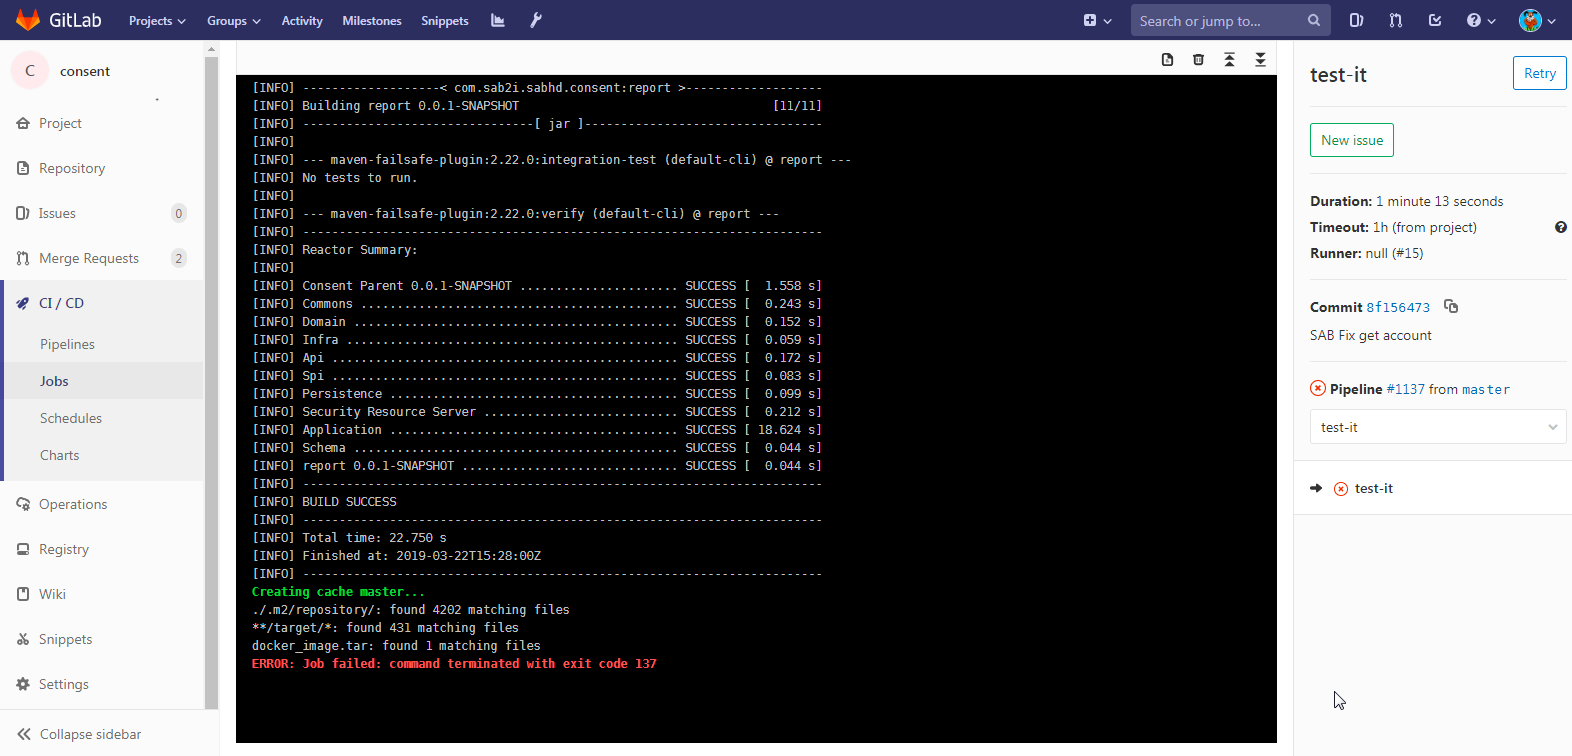 GitLab Projects Groups Activity Milestones Snippets Search or jump to...
C consent
Project
Repository
Issues 0
Merge Requests 2
CI / CD
Pipelines
Jobs
Schedules
Charts
Operations
Registry
Wiki
Snippets
Settings
Collapse sidebar
[INFO] -------------------< com.sab2i.sabhd.consent:report >-------------------
[INFO] Building report 0.0.1-SNAPSHOT [11/11]
[INFO] --------------------------------[ jar ]---------------------------------
[INFO]
[INFO] --- maven-failsafe-plugin:2.22.0:integration-test (default-cli) @ report ---
[INFO] No tests to run.
[INFO]
[INFO] --- maven-failsafe-plugin:2.22.0:verify (default-cli) @ report ---
[INFO] ------------------------------------------------------------------------
[INFO] Reactor Summary:
[INFO]
[INFO] Consent Parent 0.0.1-SNAPSHOT ...................... SUCCESS [  1.558 s]
[INFO] Commons ............................................ SUCCESS [  0.243 s]
[INFO] Domain ............................................. SUCCESS [  0.152 s]
[INFO] Infra .............................................. SUCCESS [  0.059 s]
[INFO] Api ................................................ SUCCESS [  0.172 s]
[INFO] Spi ................................................ SUCCESS [  0.083 s]
[INFO] Persistence ........................................ SUCCESS [  0.099 s]
[INFO] Security Resource Server ........................... SUCCESS [  0.212 s]
[INFO] Application ........................................ SUCCESS [ 18.624 s]
[INFO] Schema ............................................. SUCCESS [  0.044 s]
[INFO] report 0.0.1-SNAPSHOT .............................. SUCCESS [  0.044 s]
[INFO] ------------------------------------------------------------------------
[INFO] BUILD SUCCESS
[INFO] ------------------------------------------------------------------------
[INFO] Total time: 22.750 s
[INFO] Finished at: 2019-03-22T15:28:00Z
[INFO] ------------------------------------------------------------------------
Creating cache master...
./.m2/repository/: found 4202 matching files
**/target/*: found 431 matching files
docker_image.tar: found 1 matching files
ERROR: Job failed: command terminated with exit code 137
test-it Retry
New issue
Duration: 1 minute 13 seconds
Timeout: 1h (from project)
Runner: null (#15)
Commit 8f156473
SAB Fix get account
Pipeline #1137 from master
test-it
test-it